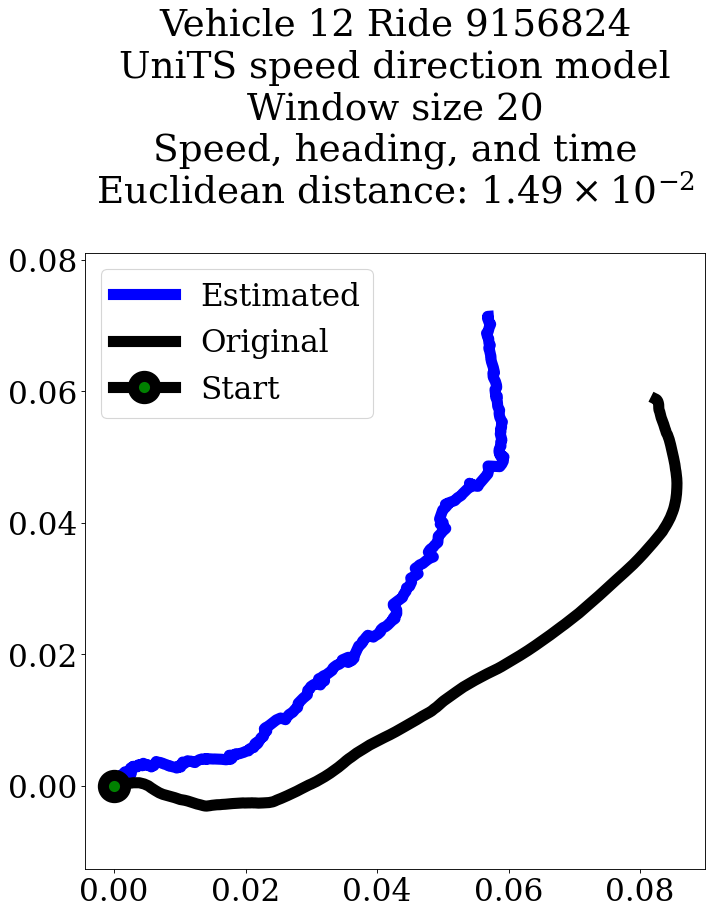 Vehicle 12 Ride 9156824
UniTS speed direction model
Window size 20
Speed, heading, and time
Euclidean distance: 1.49 × 10⁻²
Estimated
Original
Start
0.08
0.06
0.04
0.02
0.00
0.00 0.02 0.04 0.06 0.08